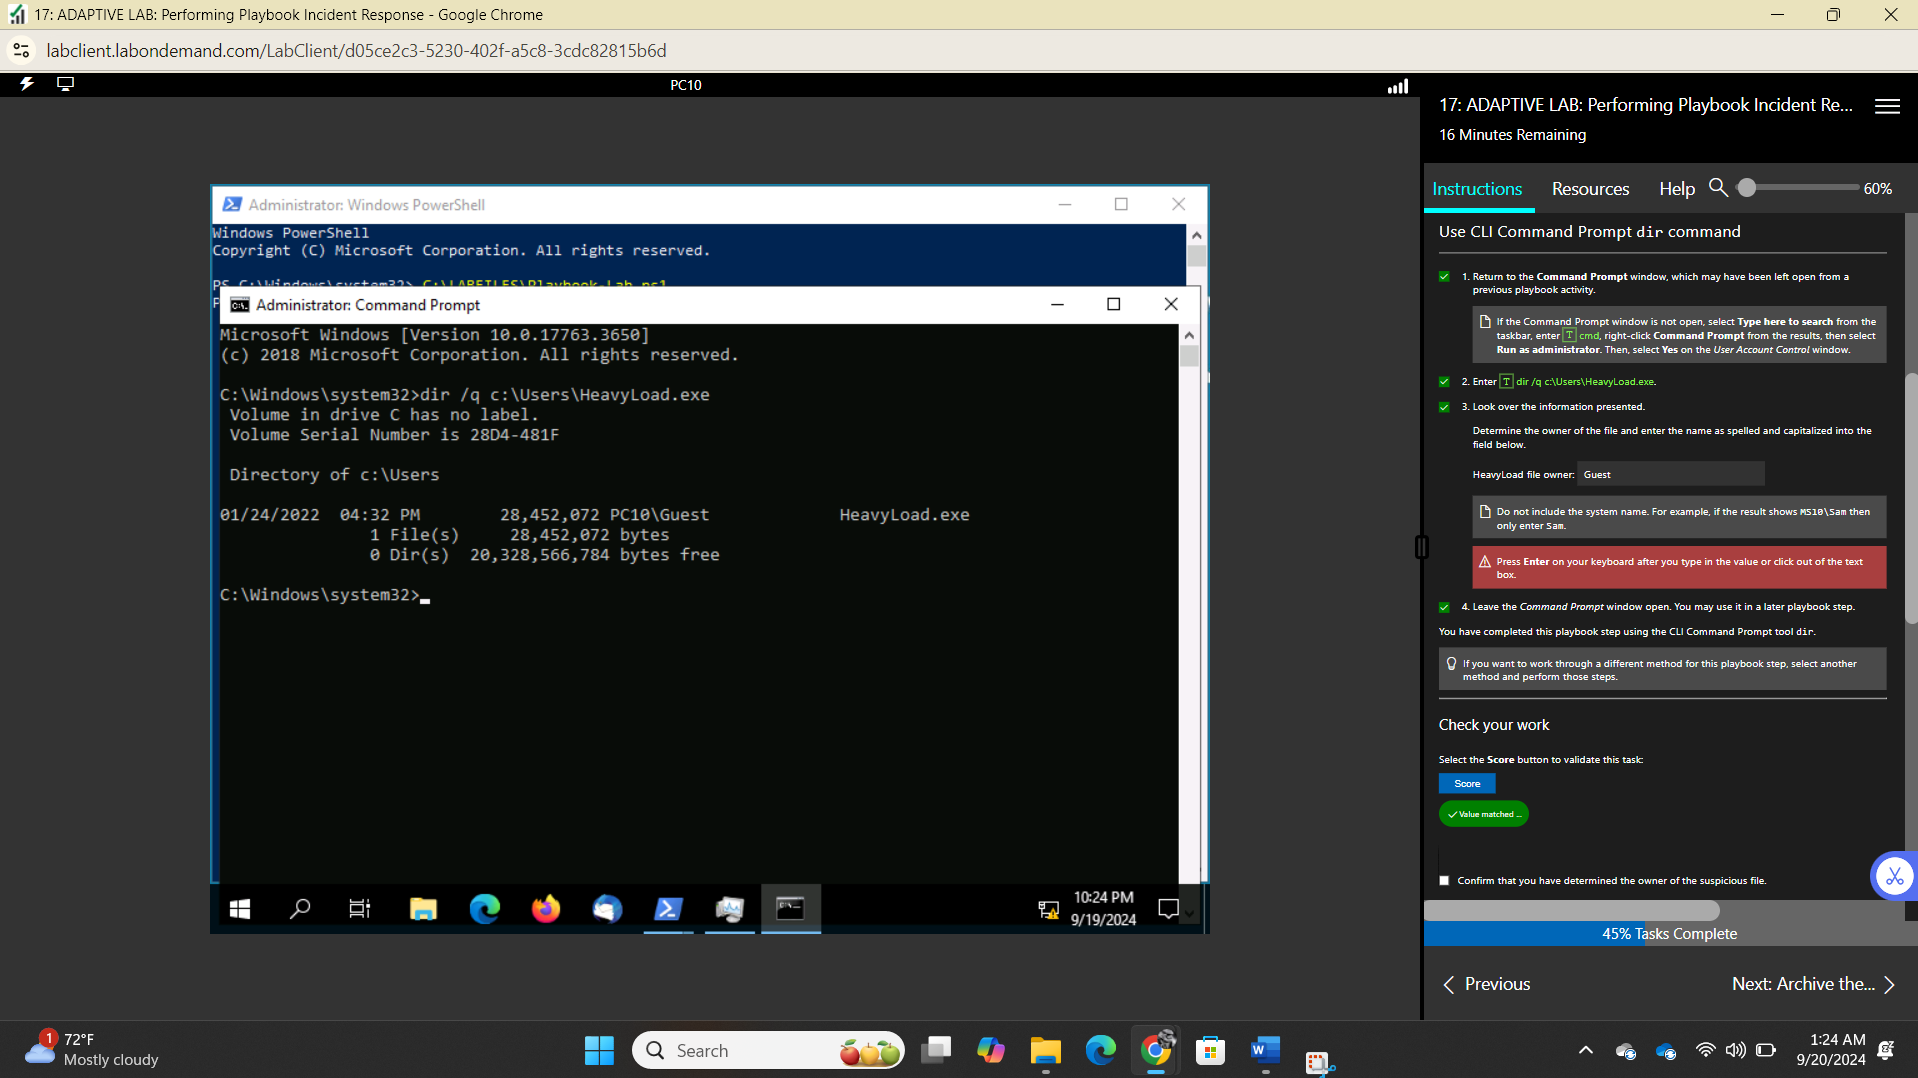 17: ADAPTIVE LAB: Performing Playbook Incident Response - Google Chrome
labclient.labondemand.com/LabClient/d05ce2c3-5230-402f-a5c8-3cdc82815b6d
PC10
Administrator: Windows PowerShell
Windows PowerShell
Copyright (C) Microsoft Corporation. All rights reserved.
PS C:\Windows\system32> C:\LABFILES\Playbook-Lab.ps1
P
Administrator: Command Prompt
Microsoft Windows [Version 10.0.17763.3650]
(c) 2018 Microsoft Corporation. All rights reserved.
C:\Windows\system32>dir /q c:\Users\HeavyLoad.exe
Volume in drive C has no label.
Volume Serial Number is 28D4-481F
Directory of c:\Users
01/24/2022 04:32 PM 28,452,072 PC10\Guest HeavyLoad.exe
1 File(s) 28,452,072 bytes
0 Dir(s) 20,328,566,784 bytes free
C:\Windows\system32>
10:24 PM
9/19/2024
17: ADAPTIVE LAB: Performing Playbook Incident Re...
16 Minutes Remaining
Instructions Resources Help 60%
Use CLI Command Prompt dir command
1. Return to the Command Prompt window, which may have been left open from a
previous playbook activity.
If the Command Prompt window is not open, select Type here to search from the
taskbar, enter T cmd, right-click Command Prompt from the results, then select
Run as administrator. Then, select Yes on the User Account Control window.
2. Enter T dir /q c:\Users\HeavyLoad.exe.
3. Look over the information presented.
Determine the owner of the file and enter the name as spelled and capitalized into the
field below.
HeavyLoad file owner: Guest
Do not include the system name. For example, if the result shows MS10\Sam then
only enter Sam.
Press Enter on your keyboard after you type in the value or click out of the text
box.
4. Leave the Command Prompt window open. You may use it in a later playbook step.
You have completed this playbook step using the CLI Command Prompt tool dir.
If you want to work through a different method for this playbook step, select another
method and perform those steps.
Check your work
Select the Score button to validate this task:
Score
Value matched ...
Confirm that you have determined the owner of the suspicious file.
45% Tasks Complete
Previous
Next: Archive the...
1
72°F
Mostly cloudy
Search
W
1:24 AM
9/20/2024